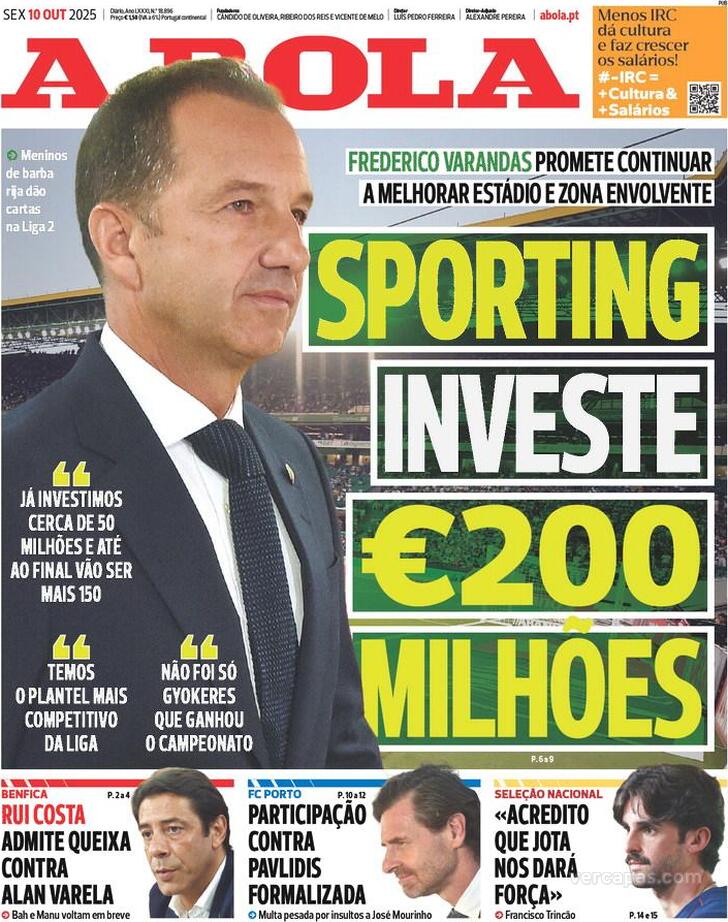 SEX 10 OUT 2025
Diário, Ano LXXXI, N.º 18.896
Preço € 1,50 (IVA a 6%) Portugal continental
Fundadores
CANDIDO DE OLIVEIRA, RIBEIRO DOS REIS E VICENTE DE MELO
Diretor
LUÍS PEDRO FERREIRA
Diretor-Adjunto
ALEXANDRE PEREIRA
abola.pt
PUB
Menos IRC
dá cultura
e faz crescer
os salários!
#-IRC =
+Cultura &
+Salários
A BOLA
Meninos
de barba
rija dão
cartas
na Liga 2
FREDERICO VARANDAS PROMETE CONTINUAR
A MELHORAR ESTÁDIO E ZONA ENVOLVENTE
SPORTING
INVESTE
€200
MILHÕES
P. 6 a 9
JÁ INVESTIMOS
CERCA DE 50
MILHÕES E ATÉ
AO FINAL VÃO SER
MAIS 150
TEMOS
O PLANTEL MAIS
COMPETITIVO
DA LIGA
NÃO FOI SÓ
GYOKERES
QUE GANHOU
O CAMPEONATO
BENFICA P. 2 a 4
RUI COSTA
ADMITE QUEIXA
CONTRA
ALAN VARELA
Bah e Manu voltam em breve
FC PORTO P. 10 a 12
PARTICIPAÇÃO
CONTRA
PAVLIDIS
FORMALIZADA
Multa pesada por insultos a José Mourinho
SELEÇÃO NACIONAL
«ACREDITO
QUE JOTA
NOS DARÁ
FORÇA»
Francisco Trincão P. 14 e 15
vercapas.com